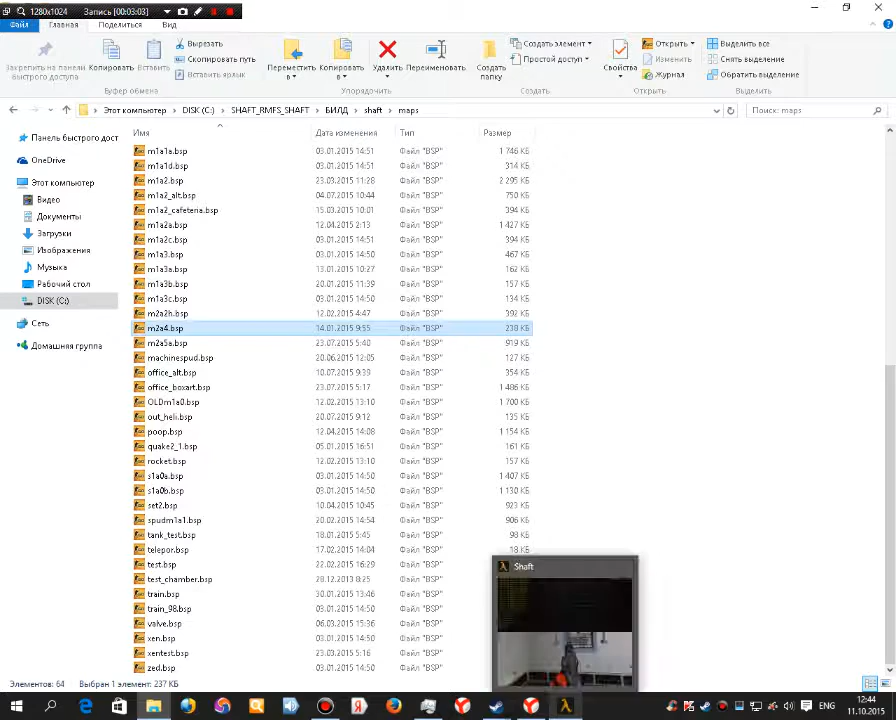 1280x1024 Запись [00:03:03]
Файл Главная Поделиться Вид
Закрепить на панели быстрого доступа
Копировать
Вставить
Вырезать
Скопировать путь
Вставить ярлык
Буфер обмена
Переместить в
Копировать в
Удалить
Переименовать
Упорядочить
Создать папку
Создать элемент
Простой доступ
Создать
Свойства
Открыть
Изменить
Журнал
Открыть
Выделить все
Снять выделение
Обратить выделение
Выделить
Этот компьютер DISK (C:) SHAFT_RMFS_SHAFT БИЛД shaft maps
Поиск: maps
Панель быстрого дост
OneDrive
Этот компьютер
Видео
Документы
Загрузки
Изображения
Музыка
Рабочий стол
DISK (C:)
Сеть
Домашняя группа
Имя Дата изменения Тип Размер
m1a1a.bsp 03.01.2015 14:51 Файл "BSP" 1 746 КБ
m1a1d.bsp 03.01.2015 14:51 Файл "BSP" 314 КБ
m1a2.bsp 23.03.2015 11:28 Файл "BSP" 2 295 КБ
m1a2_alt.bsp 04.07.2015 10:44 Файл "BSP" 750 КБ
m1a2_cafeteria.bsp 15.03.2015 10:01 Файл "BSP" 394 КБ
m1a2a.bsp 12.04.2015 2:13 Файл "BSP" 1 427 КБ
m1a2c.bsp 03.01.2015 14:51 Файл "BSP" 394 КБ
m1a3.bsp 03.01.2015 14:50 Файл "BSP" 467 КБ
m1a3a.bsp 13.01.2015 10:27 Файл "BSP" 162 КБ
m1a3b.bsp 20.01.2015 11:39 Файл "BSP" 157 КБ
m1a3c.bsp 03.01.2015 14:50 Файл "BSP" 134 КБ
m2a2h.bsp 12.02.2015 4:47 Файл "BSP" 392 КБ
m2a4.bsp 14.01.2015 9:55 Файл "BSP" 238 КБ
m2a5a.bsp 23.07.2015 5:40 Файл "BSP" 919 КБ
machinespud.bsp 20.06.2015 12:05 Файл "BSP" 127 КБ
office_alt.bsp 10.07.2015 9:39 Файл "BSP" 354 КБ
office_boxart.bsp 23.07.2015 5:17 Файл "BSP" 1 486 КБ
OLDm1a0.bsp 12.02.2015 13:10 Файл "BSP" 1 700 КБ
out_heli.bsp 20.07.2015 9:12 Файл "BSP" 135 КБ
poop.bsp 12.04.2015 14:08 Файл "BSP" 1 154 КБ
quake2_1.bsp 05.01.2015 16:51 Файл "BSP" 161 КБ
rocket.bsp 12.02.2015 13:10 Файл "BSP" 157 КБ
s1a0a.bsp 03.01.2015 14:50 Файл "BSP" 1 407 КБ
s1a0b.bsp 03.01.2015 14:50 Файл "BSP" 1 130 КБ
set2.bsp 10.04.2015 10:45 Файл "BSP" 923 КБ
spudm1a1.bsp 20.02.2015 14:54 Файл "BSP" 906 КБ
tank_test.bsp 18.01.2015 5:45 Файл "BSP" 98 КБ
telepor.bsp 17.02.2015 14:04 Файл "BSP" 18 КБ
test.bsp 22.02.2015 16:29 Файл "BSP"
test_chamber.bsp 28.12.2013 8:25 Файл "BSP"
train.bsp 30.01.2015 13:46 Файл "BSP"
train_98.bsp 03.01.2015 14:50 Файл "BSP"
valve.bsp 06.03.2015 15:36 Файл "BSP"
xen.bsp 03.01.2015 14:50 Файл "BSP"
xentest.bsp 23.03.2015 5:16 Файл "BSP"
zed.bsp 03.01.2015 14:50 Файл "BSP"
Shaft
Элементов: 64 Выбран 1 элемент: 237 КБ
ENG
12:44
11.10.2015